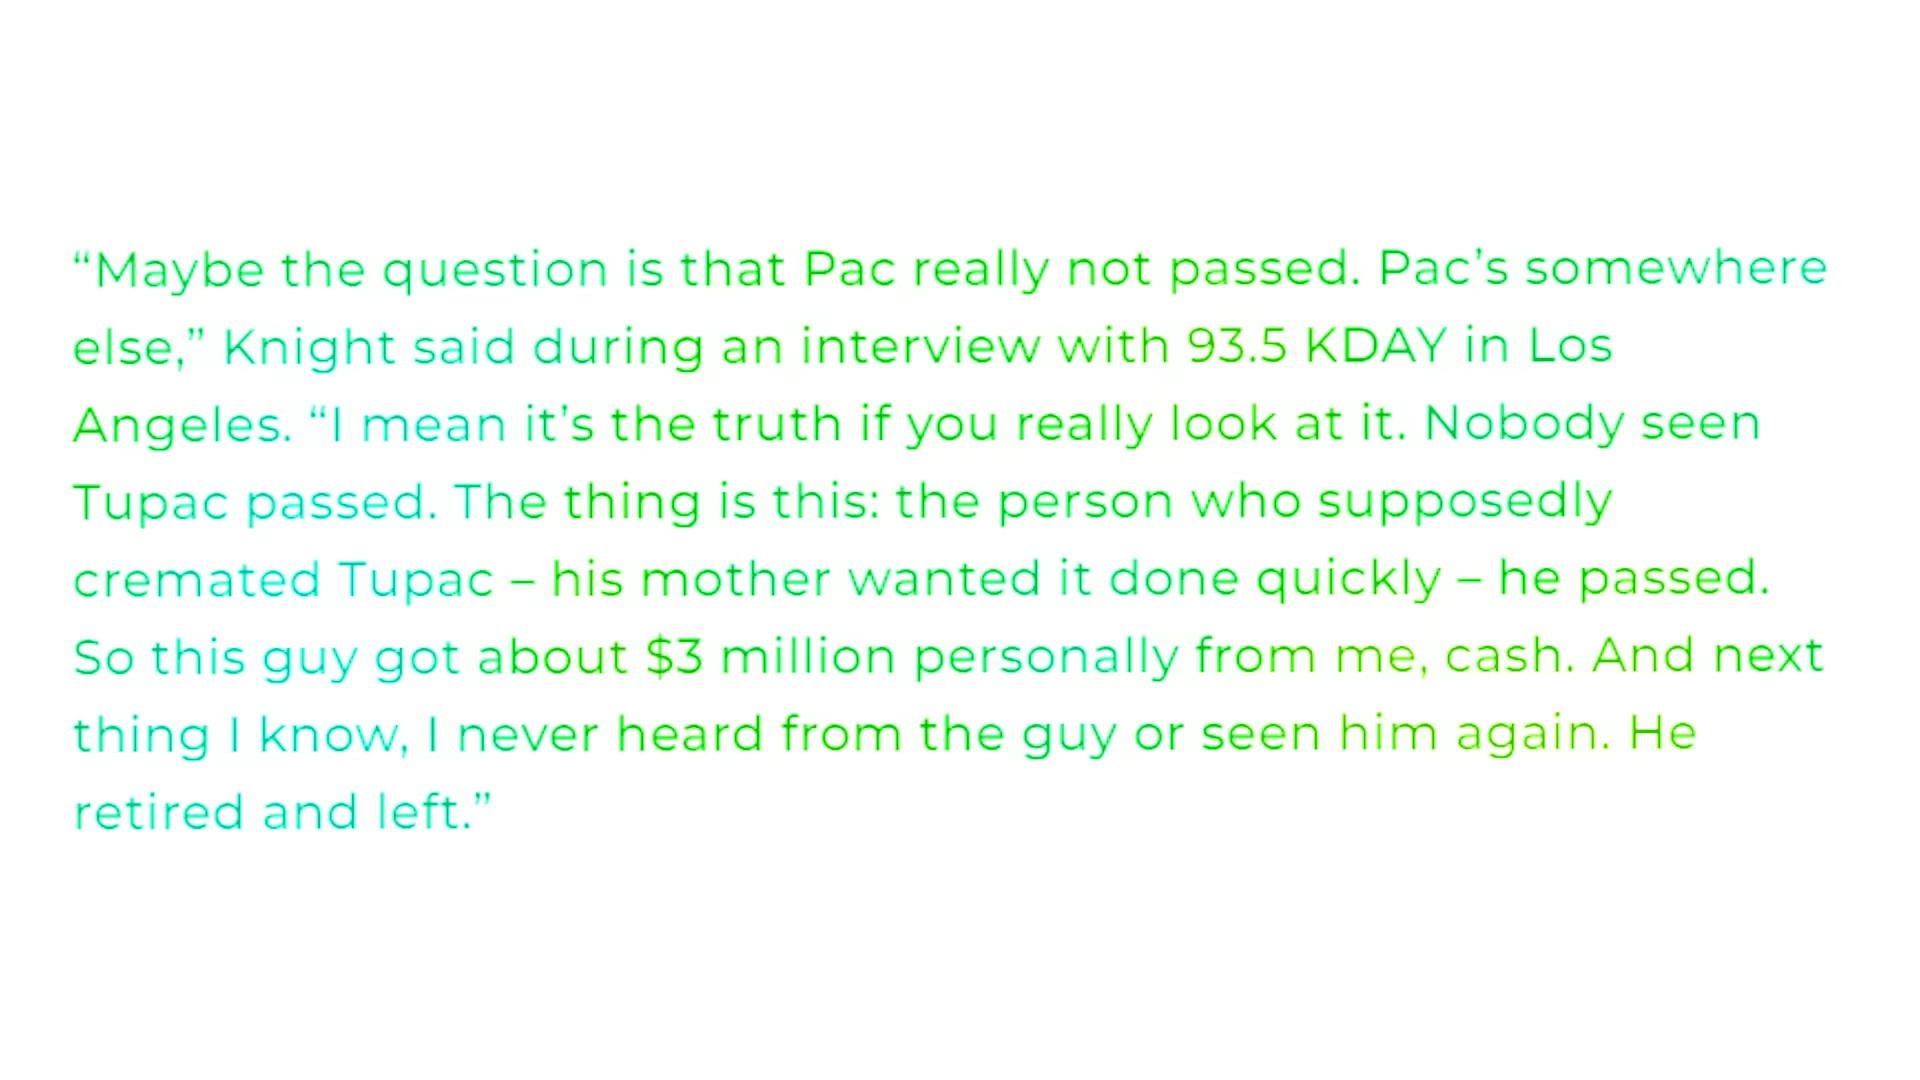 “Maybe the question is that Pac really not passed. Pac’s somewhere
else,” Knight said during an interview with 93.5 KDAY in Los
Angeles. “I mean it’s the truth if you really look at it. Nobody seen
Tupac passed. The thing is this: the person who supposedly
cremated Tupac – his mother wanted it done quickly – he passed.
So this guy got about $3 million personally from me, cash. And next
thing I know, I never heard from the guy or seen him again. He
retired and left.”